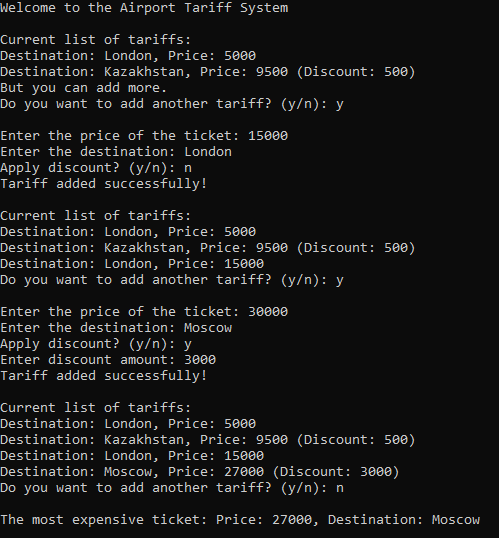 Welcome to the Airport Tariff System
Current list of tariffs:
Destination: London, Price: 5000
Destination: Kazakhstan, Price: 9500 (Discount: 500)
But you can add more.
Do you want to add another tariff? (y/n): y
Enter the price of the ticket: 15000
Enter the destination: London
Apply discount? (y/n): n
Tariff added successfully!
Current list of tariffs:
Destination: London, Price: 5000
Destination: Kazakhstan, Price: 9500 (Discount: 500)
Destination: London, Price: 15000
Do you want to add another tariff? (y/n): y
Enter the price of the ticket: 30000
Enter the destination: Moscow
Apply discount? (y/n): y
Enter discount amount: 3000
Tariff added successfully!
Current list of tariffs:
Destination: London, Price: 5000
Destination: Kazakhstan, Price: 9500 (Discount: 500)
Destination: London, Price: 15000
Destination: Moscow, Price: 27000 (Discount: 3000)
Do you want to add another tariff? (y/n): n
The most expensive ticket: Price: 27000, Destination: Moscow